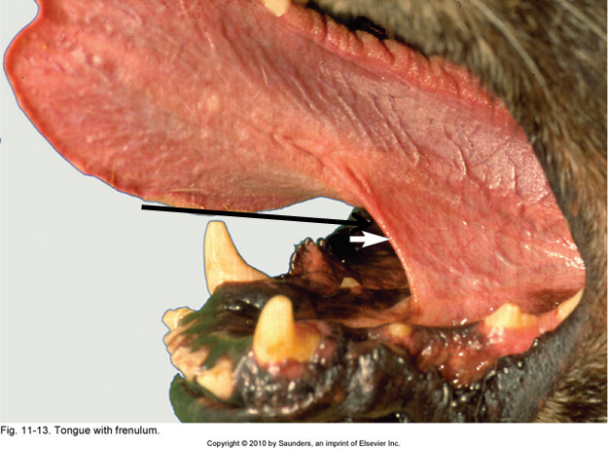 Fig. 11-13. Tongue with frenulum.
Copyright © 2010 by Saunders, an imprint of Elsevier Inc.